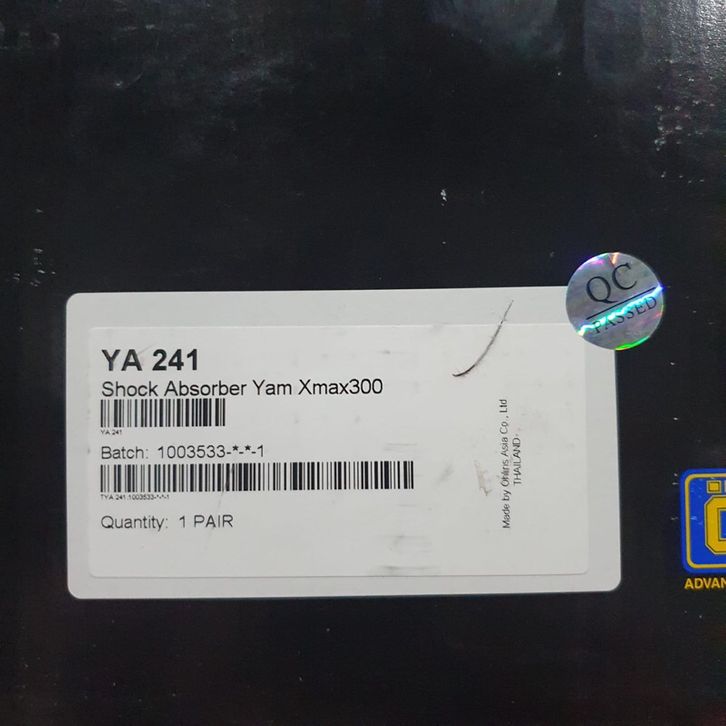 QC
PASSED
YA 241
Shock Absorber Yam Xmax300
YA 241
Batch: 1003533-*-*-1
TYA 241:1003533-*-*-1
Quantity: 1 PAIR
Made by Öhlins Asia Co., Ltd
THAILAND
ADVAN